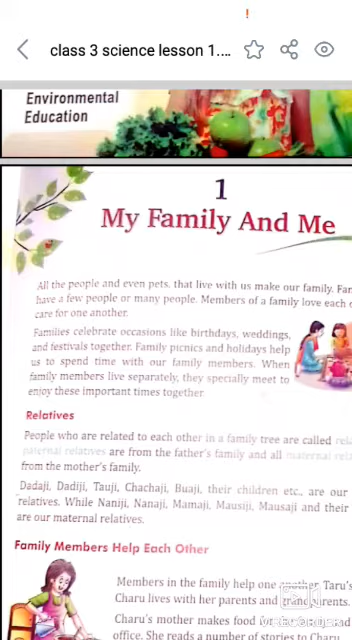 class 3 science lesson 1....
Environmental
Education
1
My Family And Me
All the people and even pets, that live with us make our family.
have a few people or many people. Members of a family love each
care for one another.
Families celebrate occasions like birthdays, weddings,
and festivals together. Family picnics and holidays help
us to spend time with our family members. When
family members live separately, they specially meet to
enjoy these important times together.
Relatives
People who are related to each other in a family tree are called
paternal relatives are from the father's family and all maternal
from the mother's family.
Dadaji, Dadiji, Tauji, Chachaji, Buaji, their children etc., are our
relatives. While Naniji, Nanaji, Mamaji, Mausiji, Mausaji and their
are our maternal relatives.
Family Members Help Each Other
Members in the family help one another. Taru's
Charu lives with her parents and grandparents.
Charu's mother makes food for
office. She reads a number of stories to Charu